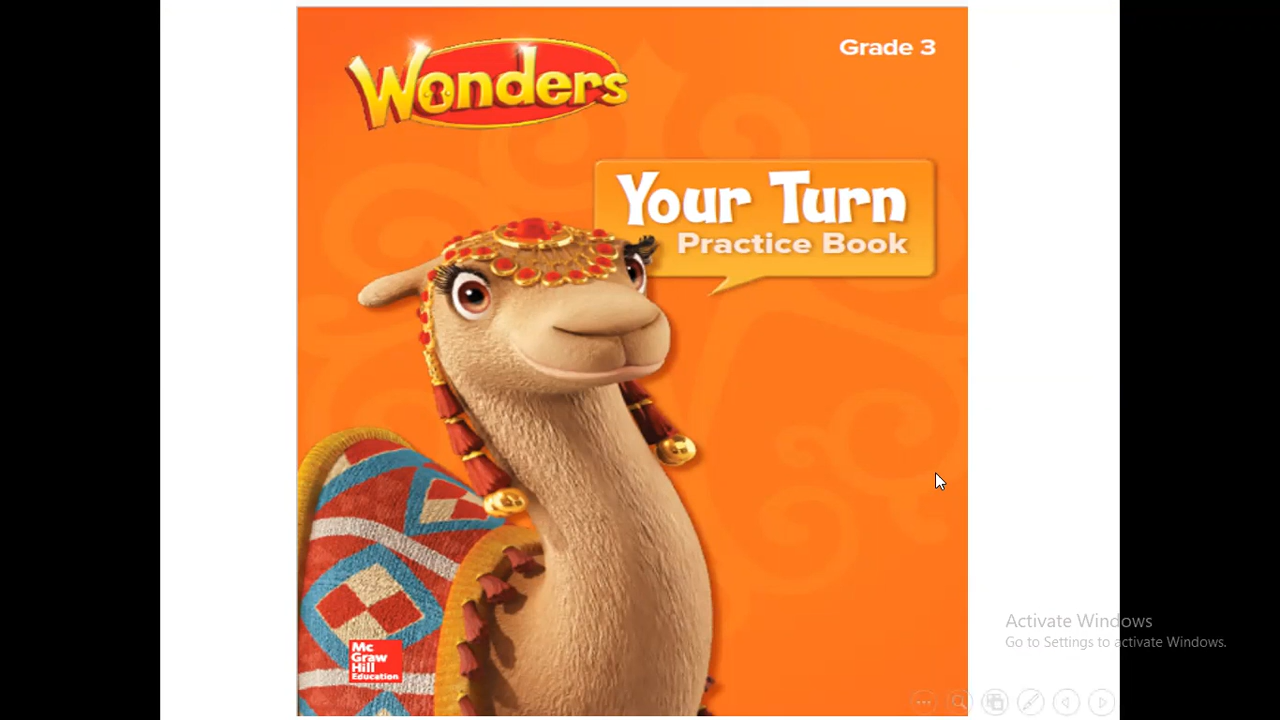 Wonders
Grade 3
Your Turn
Practice Book
Mc
Graw
Hill
Education
Activate Windows
Go to Settings to activate Windows.